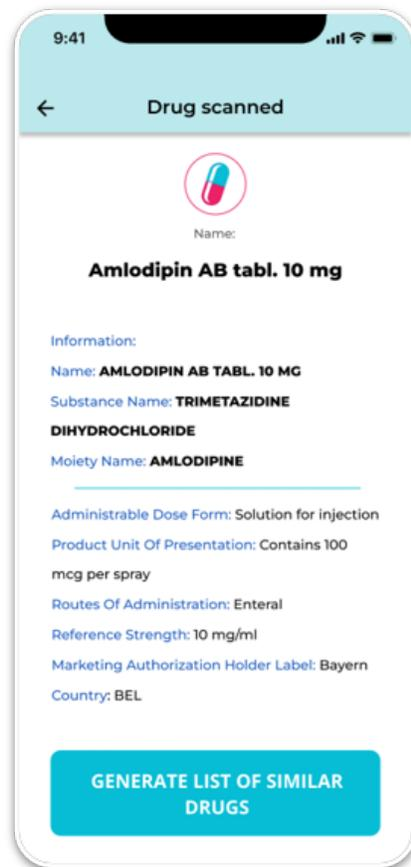 9:41
Drug scanned
Name:
Amlodipin AB tabl. 10 mg
Information:
Name: AMLODIPIN AB TABL. 10 MG
Substance Name: TRIMETAZIDINE
DIHYDROCHLORIDE
Moiety Name: AMLODIPINE
Administrable Dose Form: Solution for injection
Product Unit Of Presentation: Contains 100
mcg per spray
Routes Of Administration: Enteral
Reference Strength: 10 mg/ml
Marketing Authorization Holder Label: Bayern
Country: BEL
GENERATE LIST OF SIMILAR
DRUGS